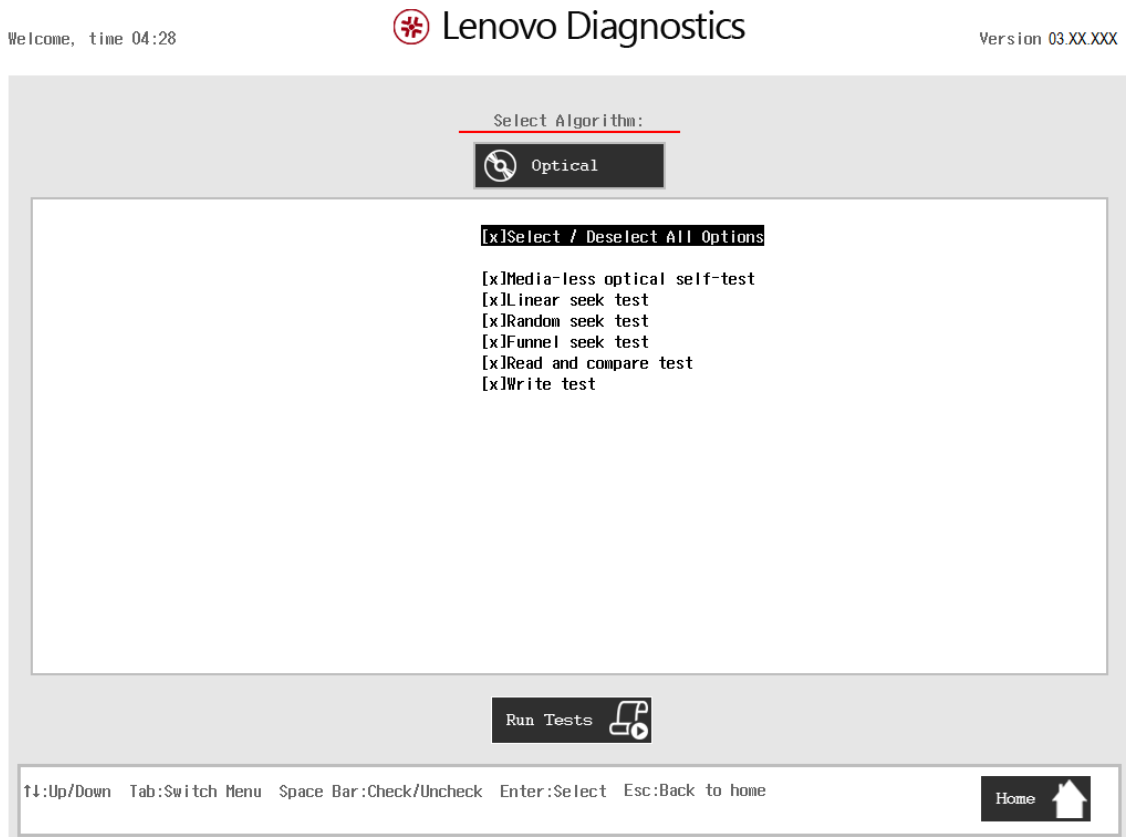 Welcome, time 04:28
Lenovo Diagnostics
Version 03.XX.XXX
Select Algorithm:
Optical
[x]Select / Deselect All Options
[x]Media-less optical self-test
[x]Linear seek test
[x]Random seek test
[x]Funnel seek test
[x]Read and compare test
[x]Write test
Run Tests
↑↓:Up/Down Tab:Switch Menu Space Bar:Check/Uncheck Enter:Select Esc:Back to home
Home